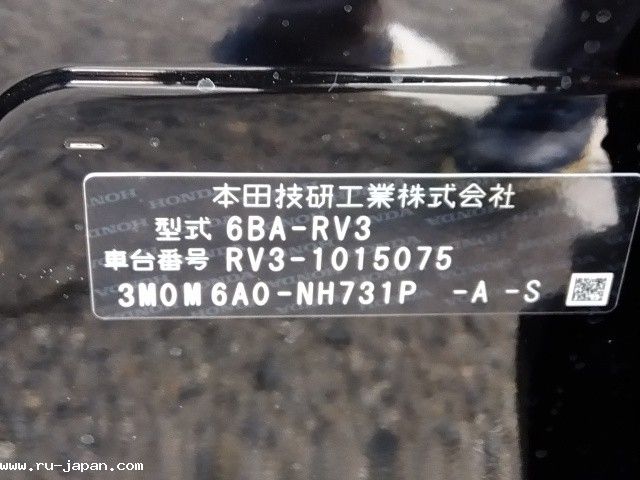 本田技研工業株式会社
型式 6BA-RV3
車台番号 RV3-1015075
3M0M6A0-NH731P -A -S
www.ru-japan.com